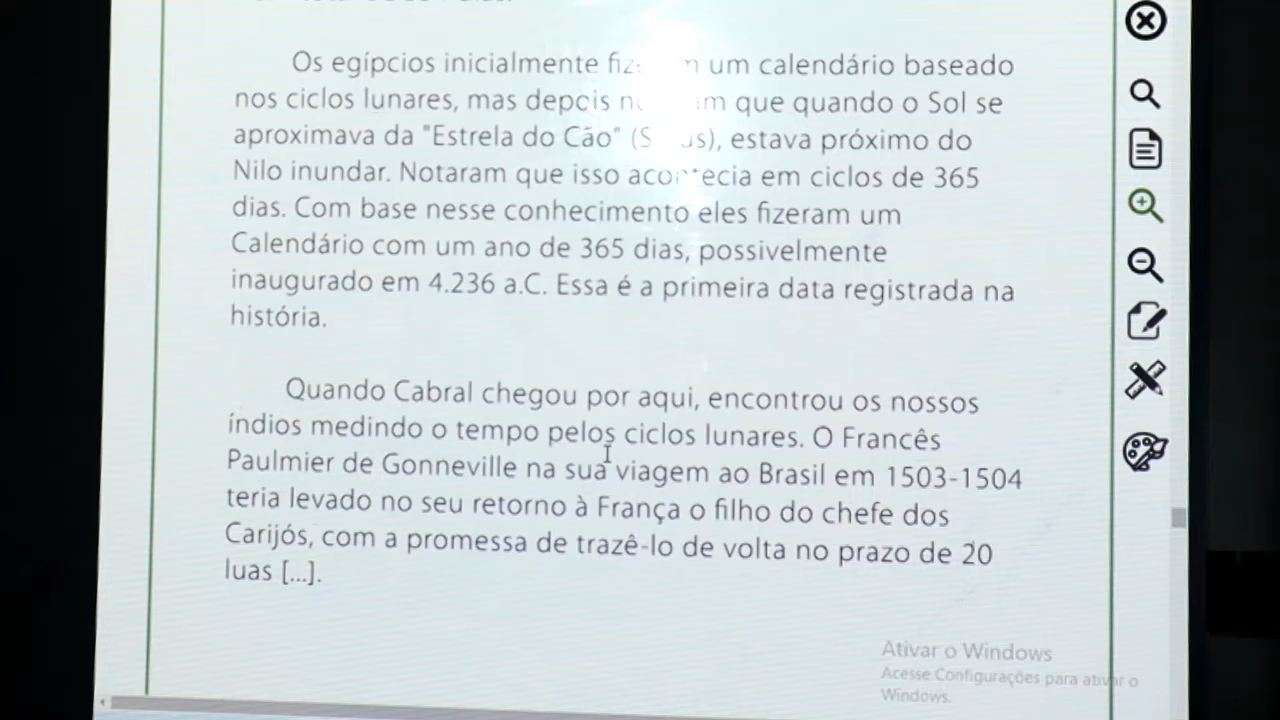 Os egípcios inicialmente um calendário baseado
nos ciclos lunares, mas depois que quando o Sol se
aproximava da "Estrela do Cão" estava próximo do
Nilo inundar. Notaram que isso acontecia em ciclos de 365
dias. Com base nesse conhecimento eles fizeram um
Calendário com um ano de 365 dias, possivelmente
inaugurado em 4.236 a.C. Essa é a primeira data registrada na
história.
Quando Cabral chegou por aqui, encontrou os nossos
índios medindo o tempo pelos ciclos lunares. O Francês
Paulmier de Gonneville na sua viagem ao Brasil em 1503-1504
teria levado no seu retorno à França o filho do chefe dos
Carijós, com a promessa de trazê-lo de volta no prazo de 20
luas [...].
Ativar o Windows
Acesse Configurações para ativar o
Windows.